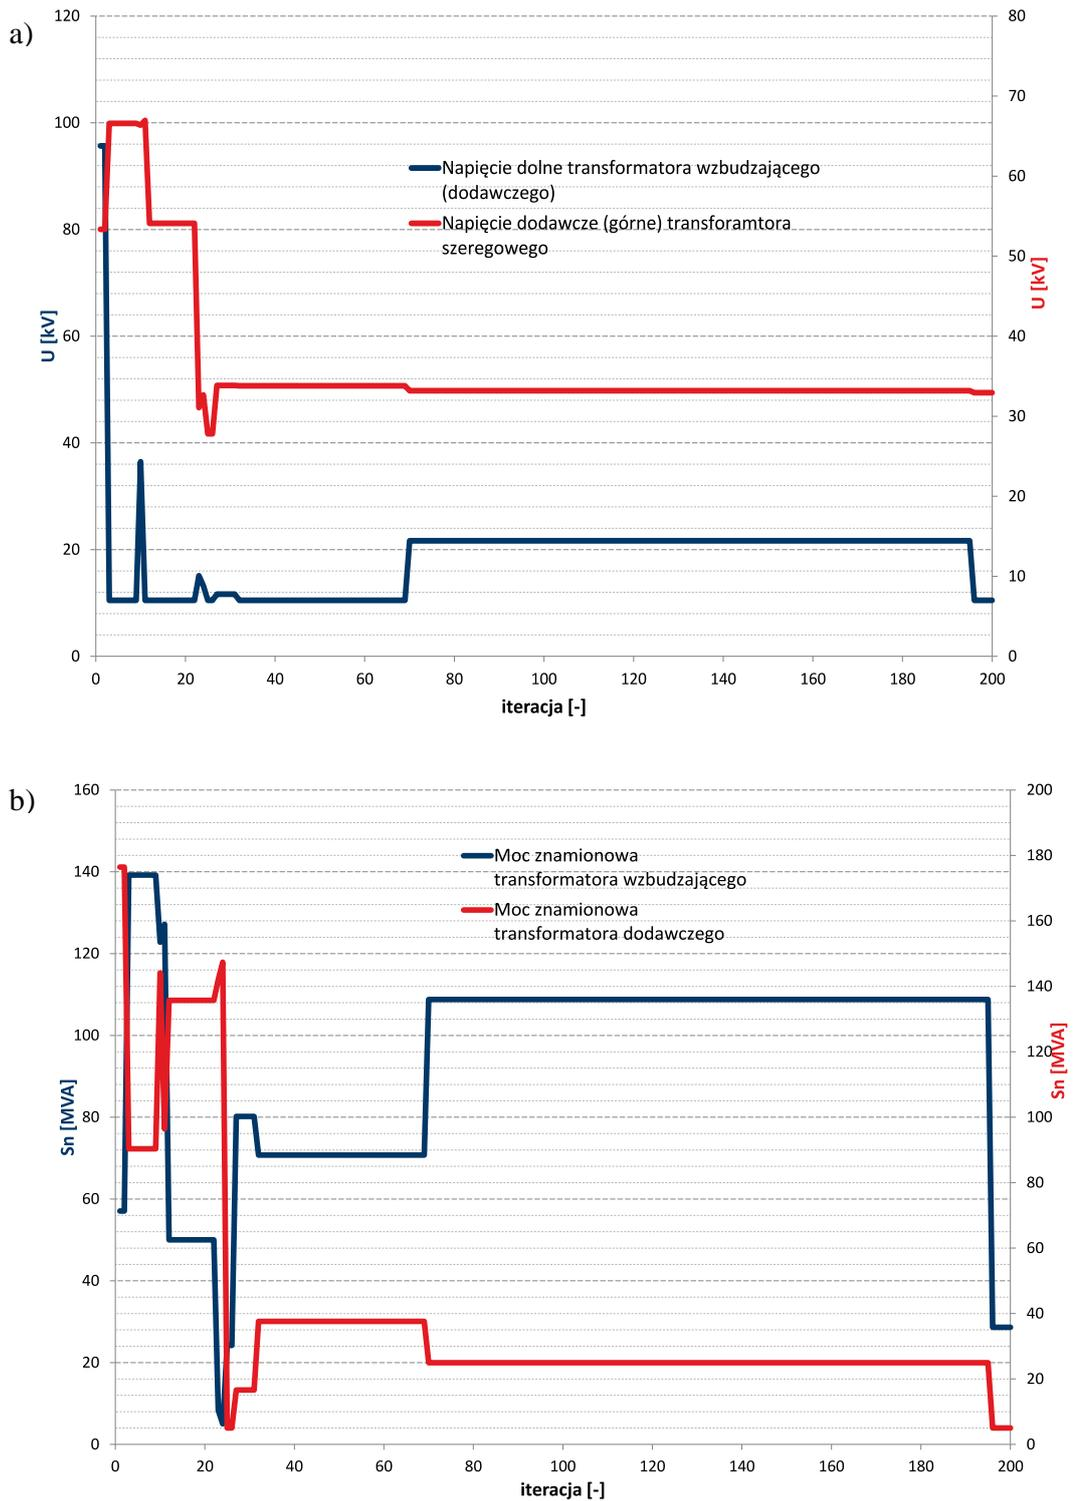 a)
120
100
80
60
40
20
0
80
70
60
50
40
30
20
10
0
U [kV]
U [kV]
Napięcie dolne transformatora wzbudzającego
(dodawczego)
Napięcie dodawcze (górne) transforamtora
szeregowego
0 20 40 60 80 100 120 140 160 180 200
iteracja [-]
b)
160
140
120
100
80
60
40
20
0
200
180
160
140
120
100
80
60
40
20
0
Sn [MVA]
Sn [MVA]
Moc znamionowa
transformatora wzbudzającego
Moc znamionowa
transformatora dodawczego
0 20 40 60 80 100 120 140 160 180 200
iteracja [-]